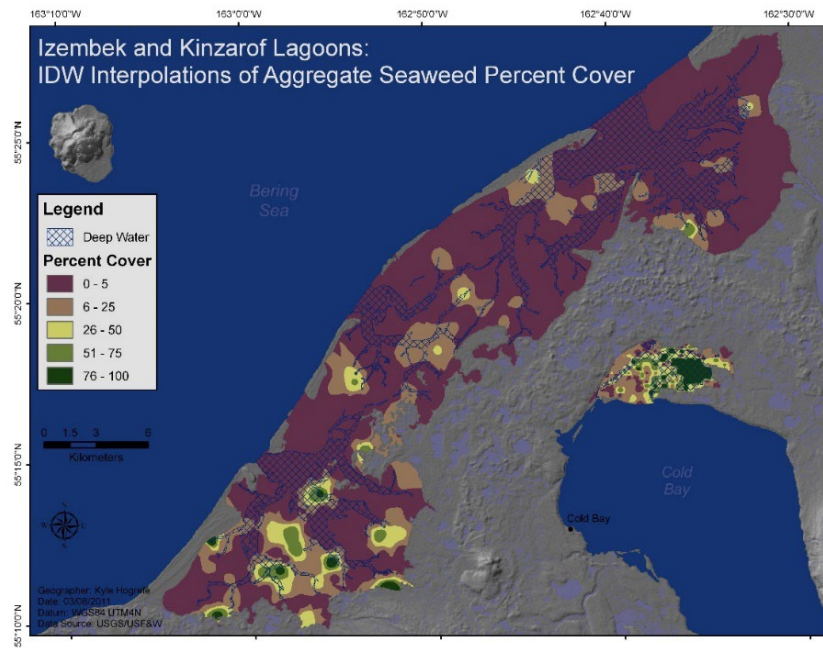 163°10'0"W 163°0'0"W 162°50'0"W 162°40'0"W 162°30'0"W
Izembek and Kinzarof Lagoons:
IDW Interpolations of Aggregate Seaweed Percent Cover
55°25'0"N
Bering
Sea
Legend
Deep Water
Percent Cover
0 - 5
6 - 25
26 - 50
51 - 75
76 - 100
55°20'0"N
0 1.5 3 6
Kilometers
55°15'0"N
Cold
Bay
Cold Bay
W E
Geographer: Kyle Hogrefe
Date: 03/08/2011
Datum: WGS84 UTM4N
Data Source: USGS/USF&W
55°10'0"N